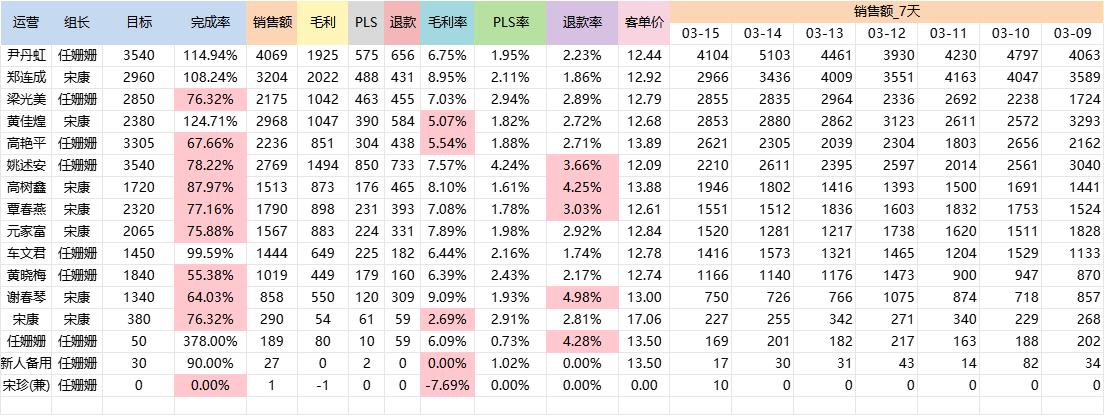 销售额_7天
运营 组长 目标 完成率 销售额 毛利 PLS 退款 毛利率 PLS率 退款率 客单价 03-15 03-14 03-13 03-12 03-11 03-10 03-09
尹丹虹 任姗姗 3540 114.94% 4069 1925 575 656 6.75% 1.95% 2.23% 12.44 4104 5103 4461 3930 4230 4797 4063
郑连成 宋康 2960 108.24% 3204 2022 488 431 8.95% 2.11% 1.86% 12.92 2966 3436 4009 3551 4163 4047 3589
梁光美 任姗姗 2850 76.32% 2175 1042 463 455 7.03% 2.94% 2.89% 12.79 2855 2835 2964 2336 2692 2238 1724
黄佳煌 宋康 2380 124.71% 2968 1047 390 584 5.07% 1.82% 2.72% 12.68 2853 2880 2862 3123 2611 2572 3293
高艳平 任姗姗 3305 67.66% 2236 851 304 438 5.54% 1.88% 2.71% 13.89 2621 2305 2039 2304 1803 2656 2162
姚述安 任姗姗 3540 78.22% 2769 1494 850 733 7.57% 4.24% 3.66% 12.09 2210 2611 2395 2597 2014 2561 3040
高树鑫 宋康 1720 87.97% 1513 873 176 465 8.10% 1.61% 4.25% 13.88 1946 1802 1416 1393 1500 1691 1441
覃春燕 宋康 2320 77.16% 1790 898 231 393 7.08% 1.78% 3.03% 12.61 1551 1512 1836 1603 1832 1753 1524
元家富 宋康 2065 75.88% 1567 883 224 331 7.89% 1.98% 2.92% 12.84 1520 1281 1217 1738 1620 1511 1828
车文君 任姗姗 1450 99.59% 1444 649 225 182 6.44% 2.16% 1.74% 12.78 1416 1573 1321 1465 1064 1529 1133
黄晓梅 任姗姗 1840 55.38% 1019 449 179 160 6.39% 2.43% 2.17% 12.74 1166 1140 1176 1473 900 947 870
谢春琴 宋康 1340 64.03% 858 550 120 309 9.09% 1.93% 4.98% 13.00 750 726 766 1075 874 718 857
宋康 宋康 380 76.32% 290 54 61 59 2.69% 2.91% 2.81% 17.06 227 255 342 271 340 229 268
任姗姗 任姗姗 50 378.00% 189 80 10 59 6.09% 0.73% 4.28% 13.50 169 201 182 217 163 188 202
新人备用 任姗姗 30 90.00% 27 0 2 0 0.00% 1.02% 0.00% 13.50 17 30 31 43 14 82 34
宋珍(兼) 任姗姗 0 0.00% 1 -1 0 0 -7.69% 0.00% 0.00% 0.00 10 0 0 0 0 0 0